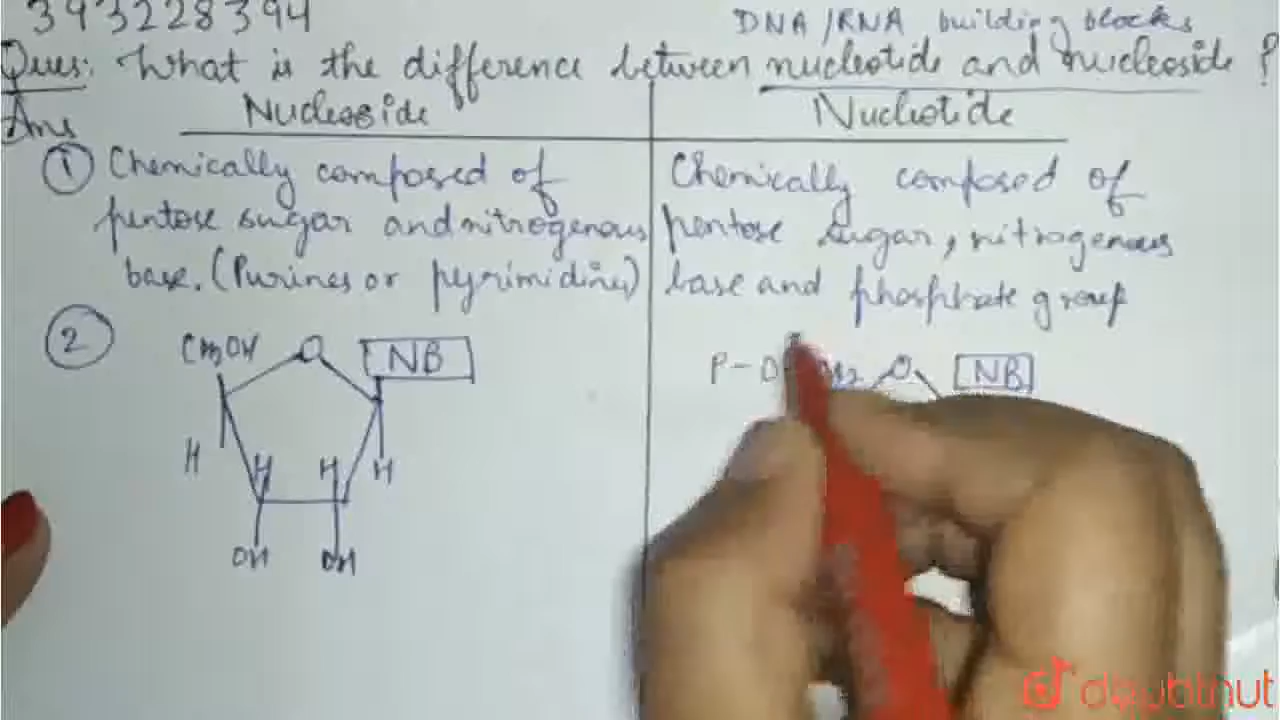 393228394
DNA/RNA building blocks
Ques: What is the difference between nucleotide and nucleoside ?
Ans
Nucleoside
Nucleotide
① Chemically composed of
pentose sugar and nitrogenous
base. (Purines or pyrimidines)
Chemically composed of
pentose sugar, nitrogenous
base and phosphate group
②
CH2OH O NB
H H H H
OH OH
P-O O NB
doubtnut